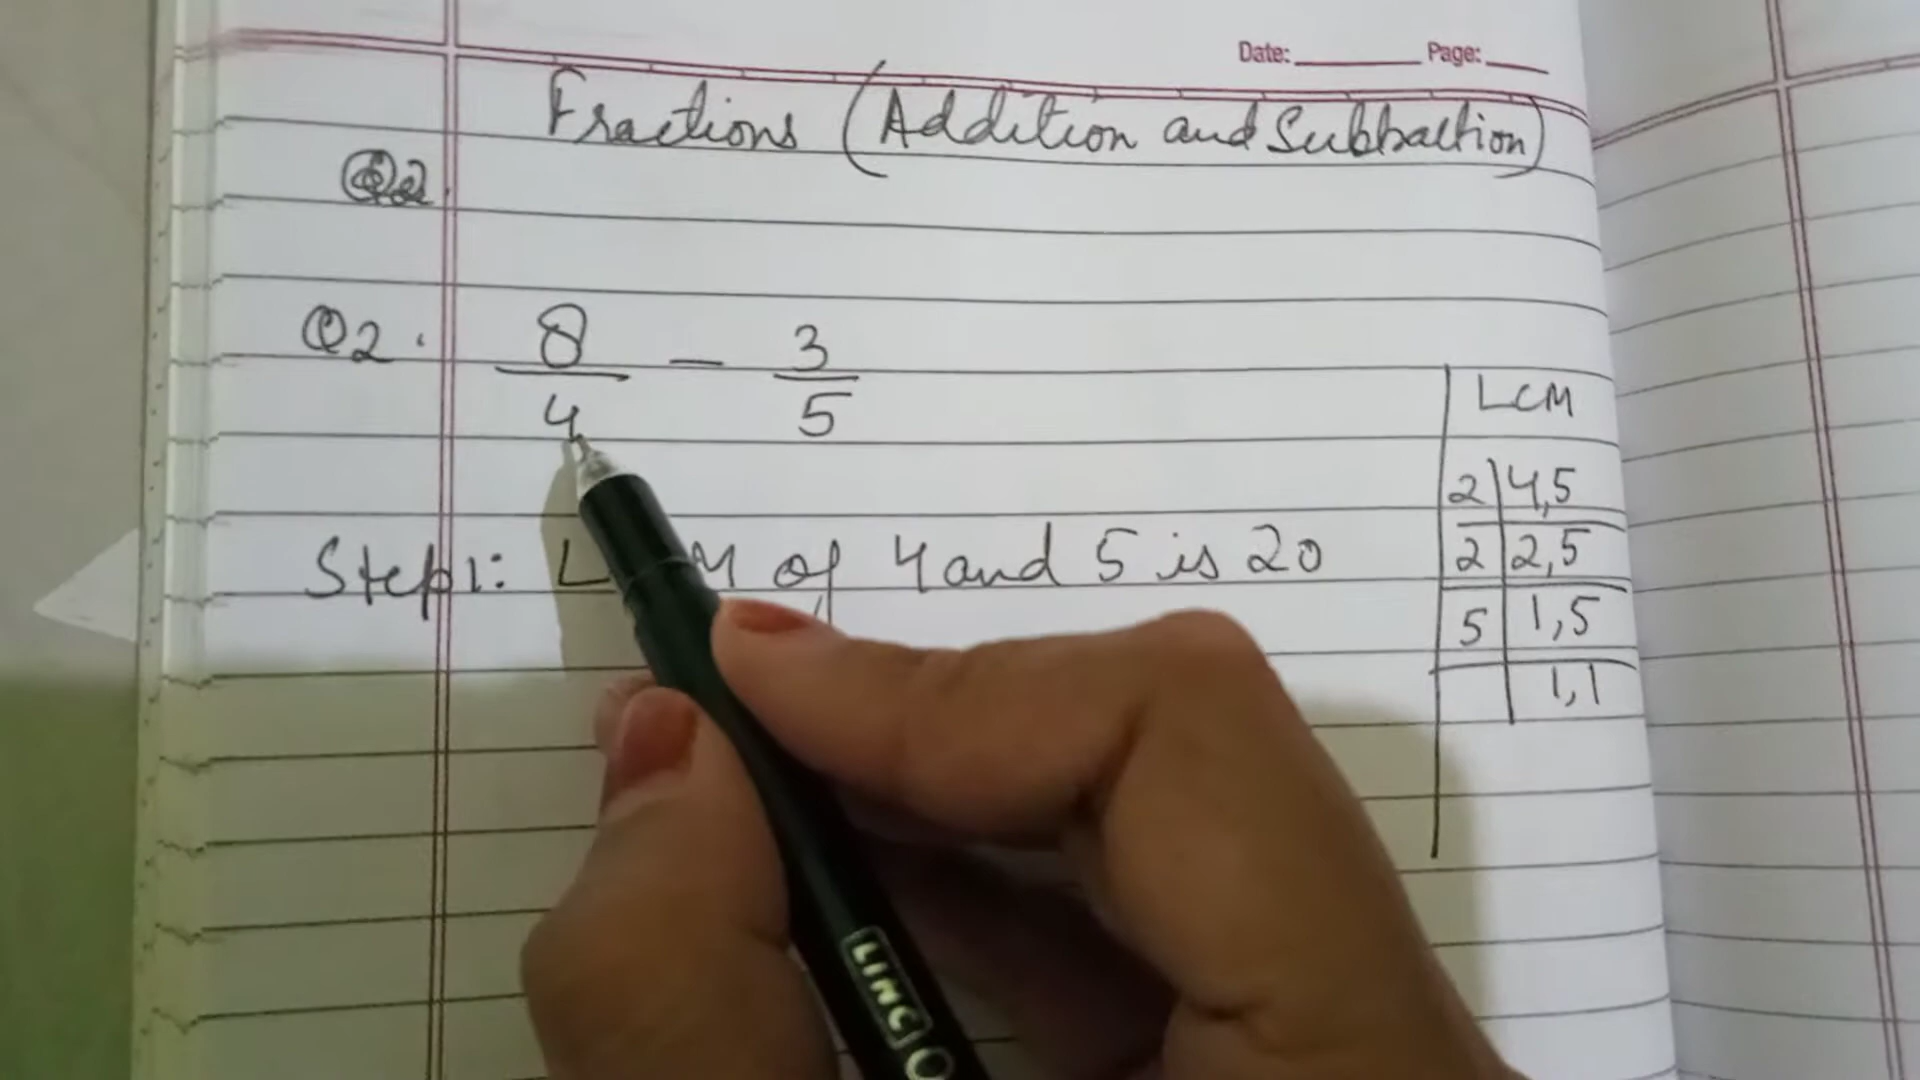 Date: Page:
Fractions (Addition and Subtraction)
Q2
Q2. 8/4 - 3/5
Step1: L M of 4 and 5 is 20
LCM
2 | 4,5
2 | 2,5
5 | 1,5
1,1
LINC